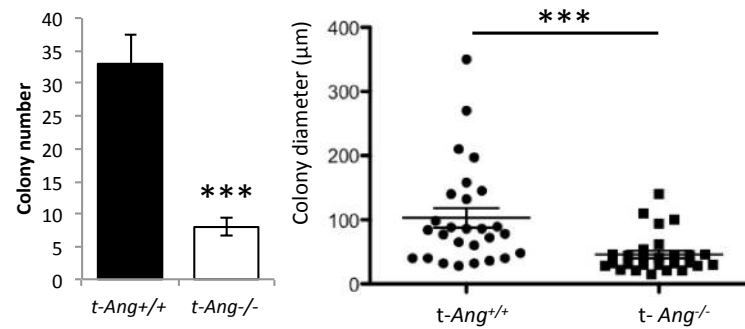 Colony number
40
35
30
25
20
15
10
5
0
***
t-Ang+/+
t-Ang-/-
Colony diameter (µm)
400
300
200
100
0
***
t-Ang+/+
t- Ang-/-